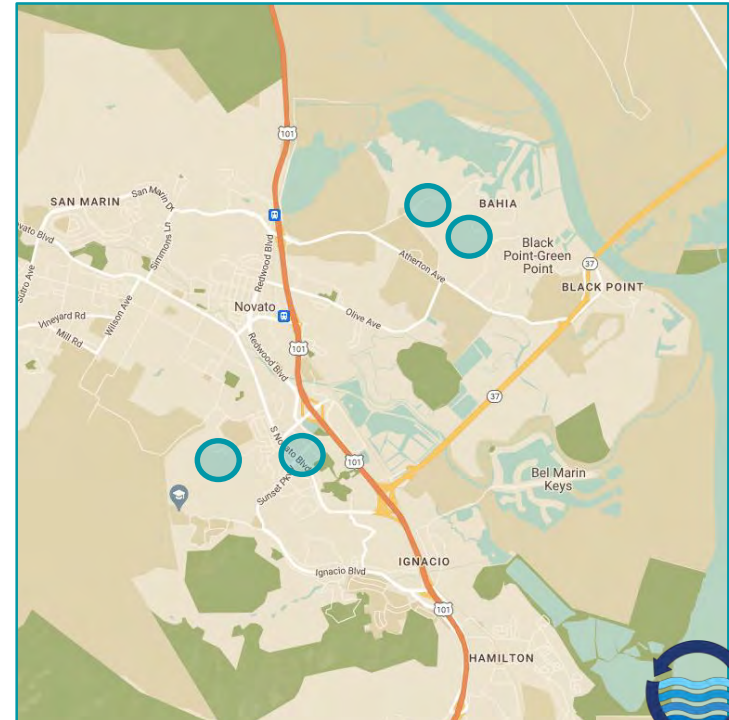 101
SAN MARIN
San Marin Dr
BAHIA
Novato Blvd
Simmons Ln
Redwood Blvd
Black
Point-Green
Point
Atherton Ave
37
Sutro Ave
BLACK POINT
Wilson Ave
Novato
Vineyard Rd
Olive Ave
Mill Rd
Redwood Blvd
101
37
S Novato Blvd
101
Bel Marin
Keys
Ignacio Blvd
IGNACIO
101
HAMILTON